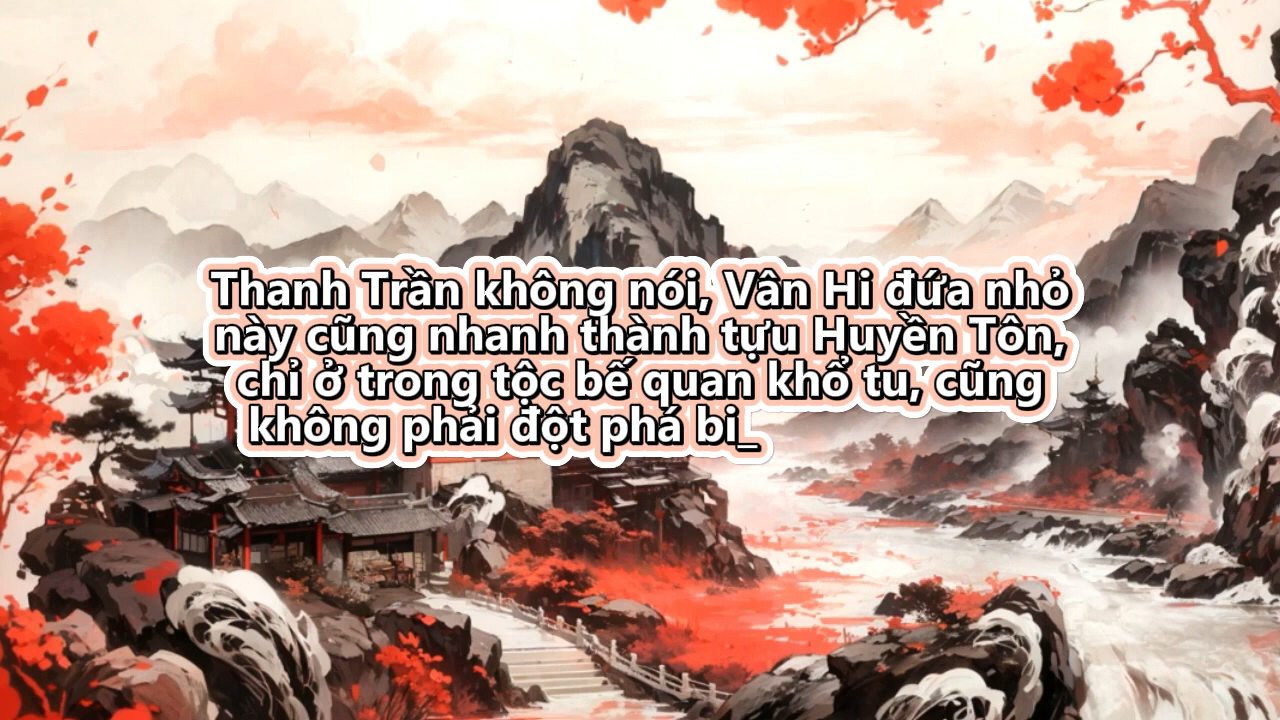 Thanh Trần không nói, Vân Hi đứa nhỏ
này cũng nhanh thành tựu Huyền Tôn,
chỉ ở trong tộc bế quan khổ tu, cũng
không phải đột phá bi_